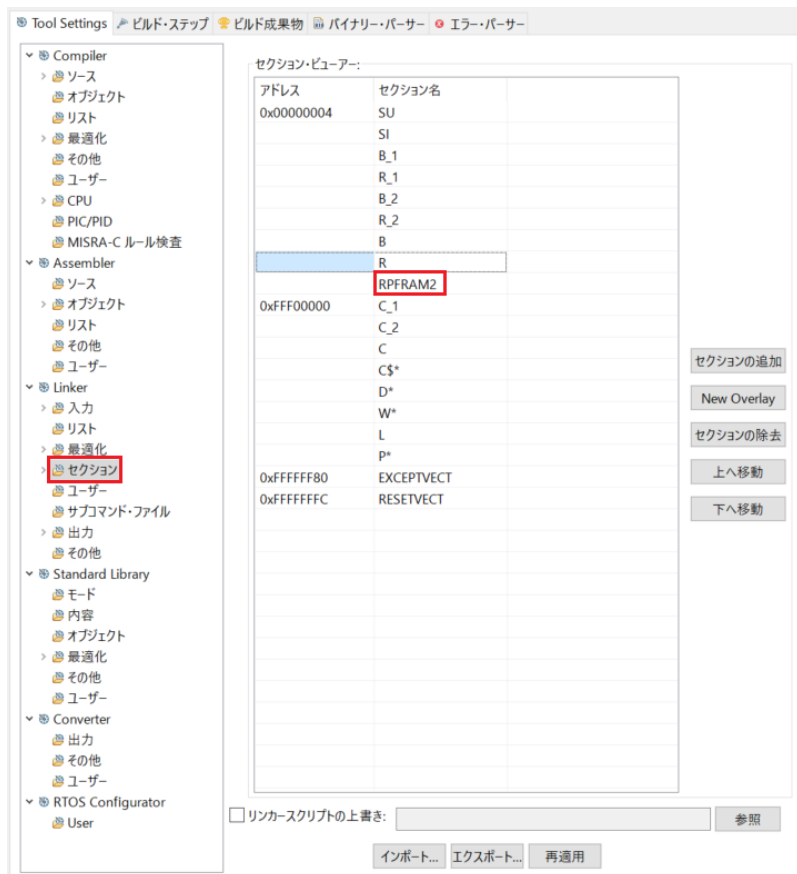 Tool Settings ビルド・ステップ ビルド成果物 バイナリー・パーサー エラー・パーサー
Compiler
ソース
オブジェクト
リスト
最適化
その他
ユーザー
CPU
PIC/PID
MISRA-C ルール検査
Assembler
ソース
オブジェクト
リスト
その他
ユーザー
Linker
入力
リスト
最適化
セクション
ユーザー
サブコマンド・ファイル
出力
その他
Standard Library
モード
内容
オブジェクト
最適化
その他
ユーザー
Converter
出力
その他
ユーザー
RTOS Configurator
User
セクション・ビューアー:
アドレス セクション名
0x00000004 SU
SI
B_1
R_1
B_2
R_2
B
R
RPFRAM2
0xFFF00000 C_1
C_2
C
C$*
D*
W*
L
P*
0xFFFFFF80 EXCEPTVECT
0xFFFFFFFC RESETVECT
セクションの追加
New Overlay
セクションの除去
上へ移動
下へ移動
リンカースクリプトの上書き:
参照
インポート... エクスポート... 再適用